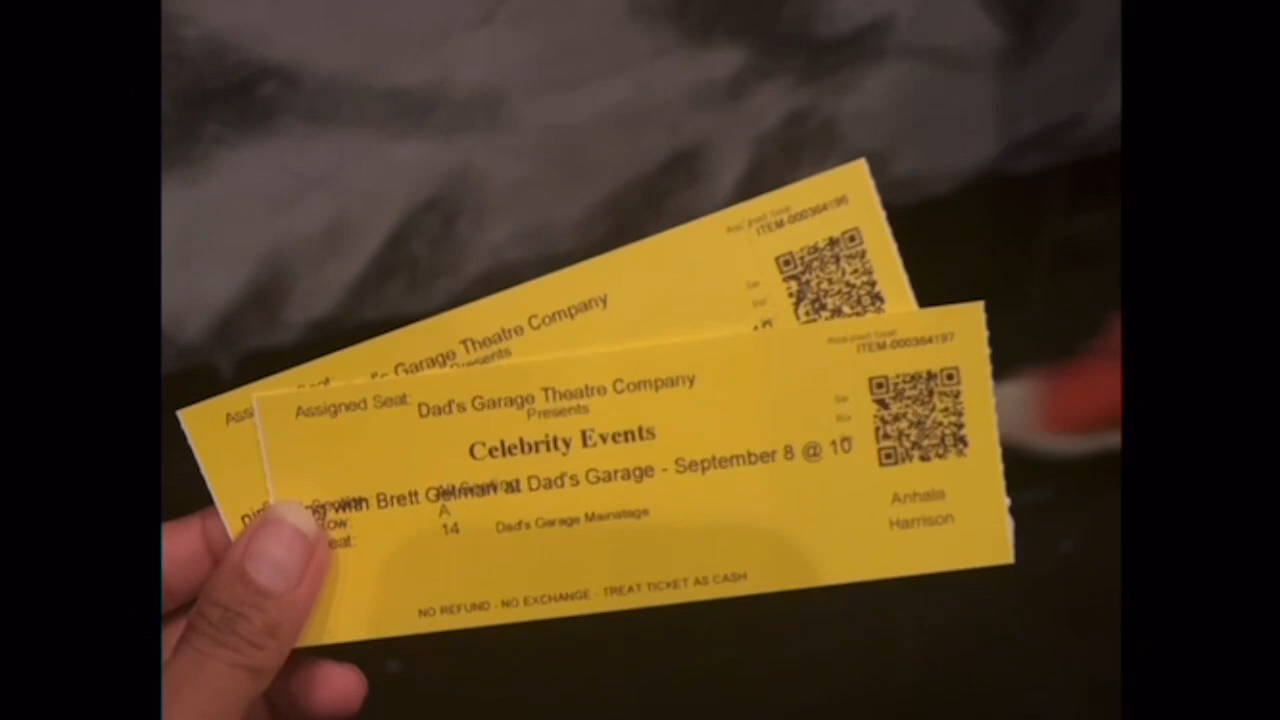 ITEM-000364196
Garage Theatre Company
Presents
ITEM-000364197
Assigned Seat: Dad's Garage Theatre Company
Presents
Celebrity Events
with Brett Gelman at Dad's Garage - September 8 @ 10
A
14 Dad's Garage Mainstage
Anhala
Harrison
NO REFUND - NO EXCHANGE - TREAT TICKET AS CASH